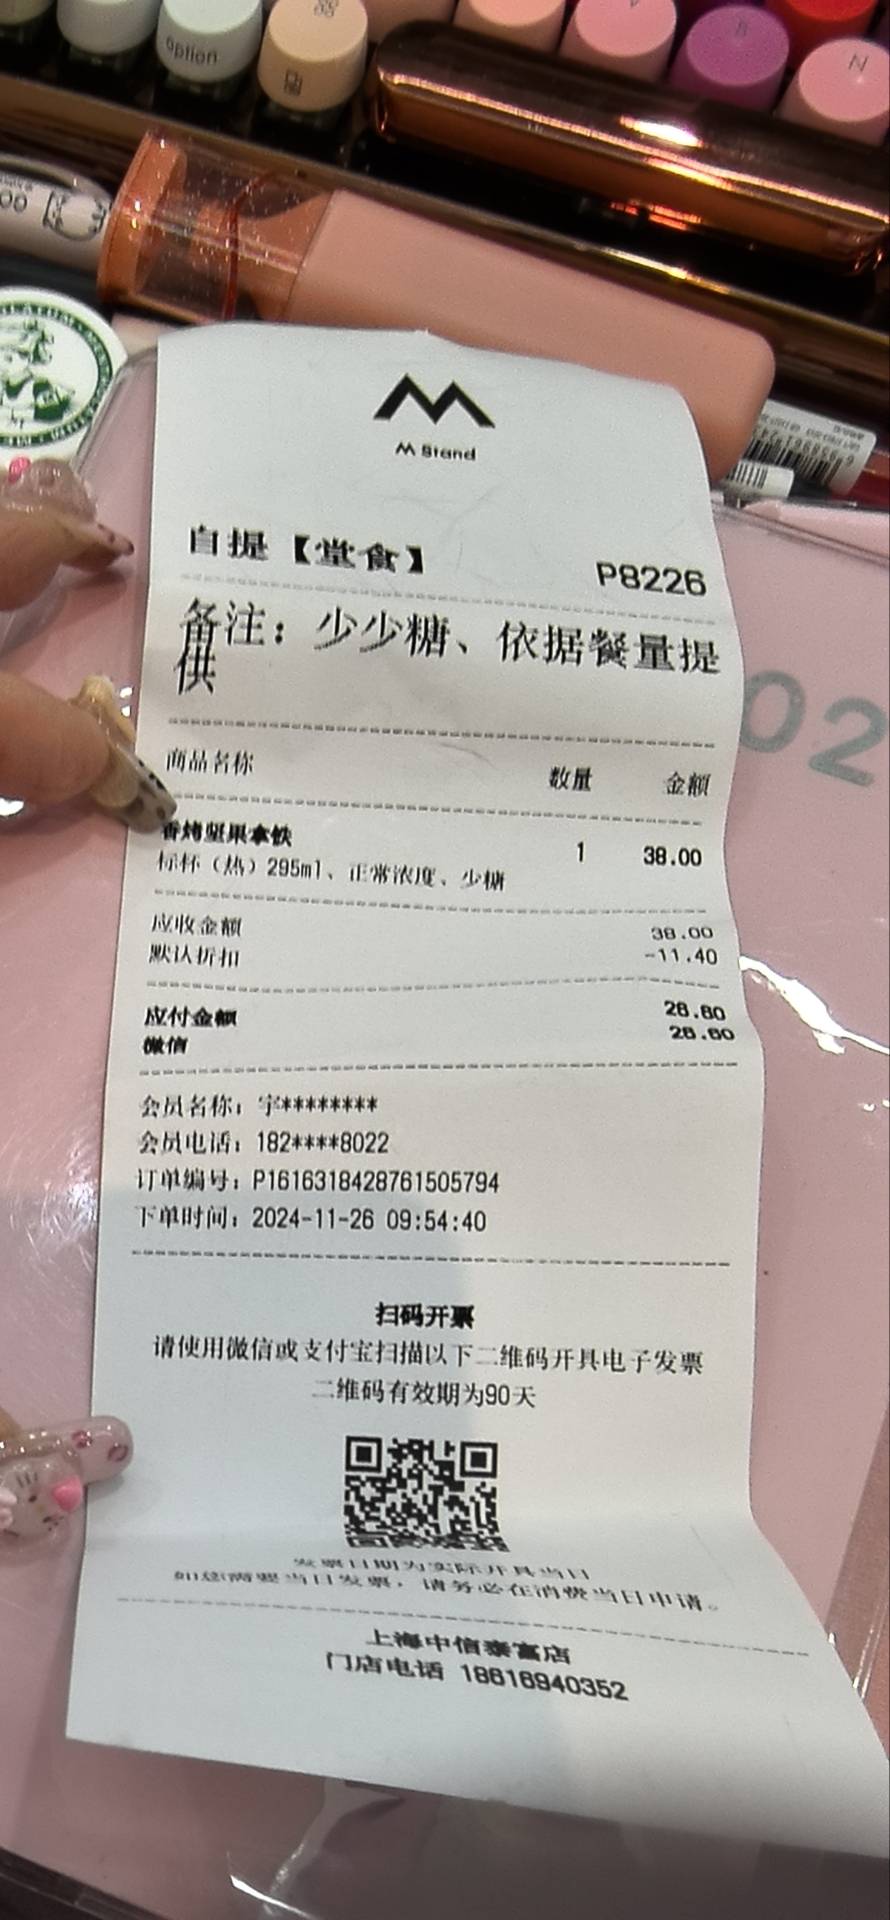 option
M Stand
自提【堂食】 P8226
备注：少少糖、依据餐量提
供
商品名称 数量 金额
香烤坚果拿铁 1 38.00
标杯（热）295ml、正常浓度、少糖
应收金额 38.00
默认折扣 -11.40
应付金额 26.60
微信 26.60
会员名称：宇********
会员电话：182****8022
订单编号：P1616318428761505794
下单时间：2024-11-26 09:54:40
扫码开票
请使用微信或支付宝扫描以下二维码开具电子发票
二维码有效期为90天
发票日期为实际开具当日
如您需要当日发票，请务必在消费当日申请。
上海中信泰富店
门店电话 18616940352
02